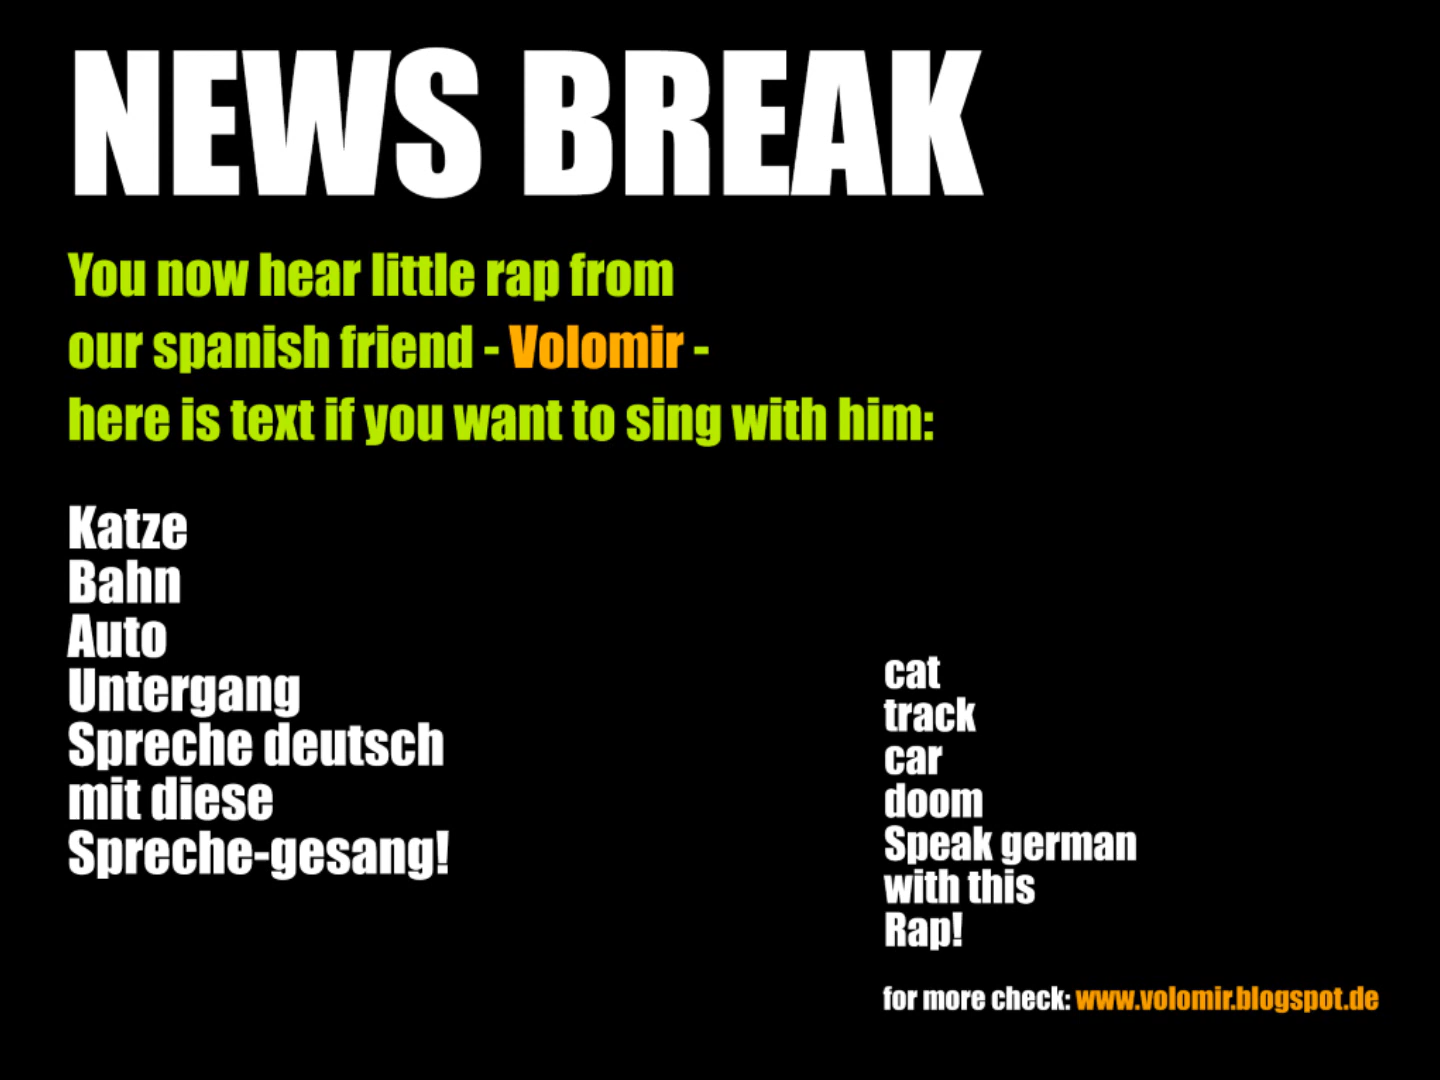 NEWS BREAK
You now hear little rap from
our spanish friend - Volomir -
here is text if you want to sing with him:
Katze
Bahn
Auto
Untergang
Spreche deutsch
mit diese
Spreche-gesang!
cat
track
car
doom
Speak german
with this
Rap!
for more check: www.volomir.blogspot.de